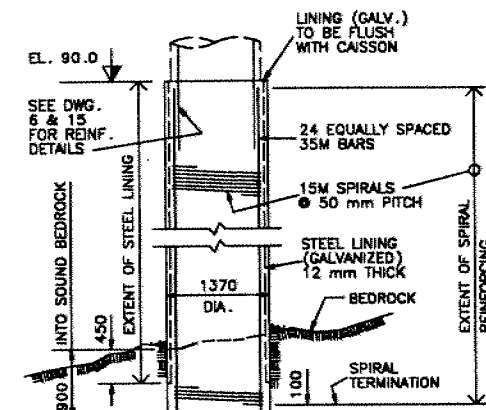 LINING (GALV.)
TO BE FLUSH
WITH CAISSON
EL. 90.0
SEE DWG.
6 & 15
FOR REINF.
DETAILS
24 EQUALLY SPACED
35M BARS
15M SPIRALS
@ 50 mm PITCH
STEEL LINING
(GALVANIZED)
12 mm THICK
1370
DIA.
BEDROCK
EXTENT OF STEEL LINING
INTO SOUND BEDROCK
450
900
100
SPIRAL
TERMINATION
EXTENT OF SPIRAL
REINFORCING